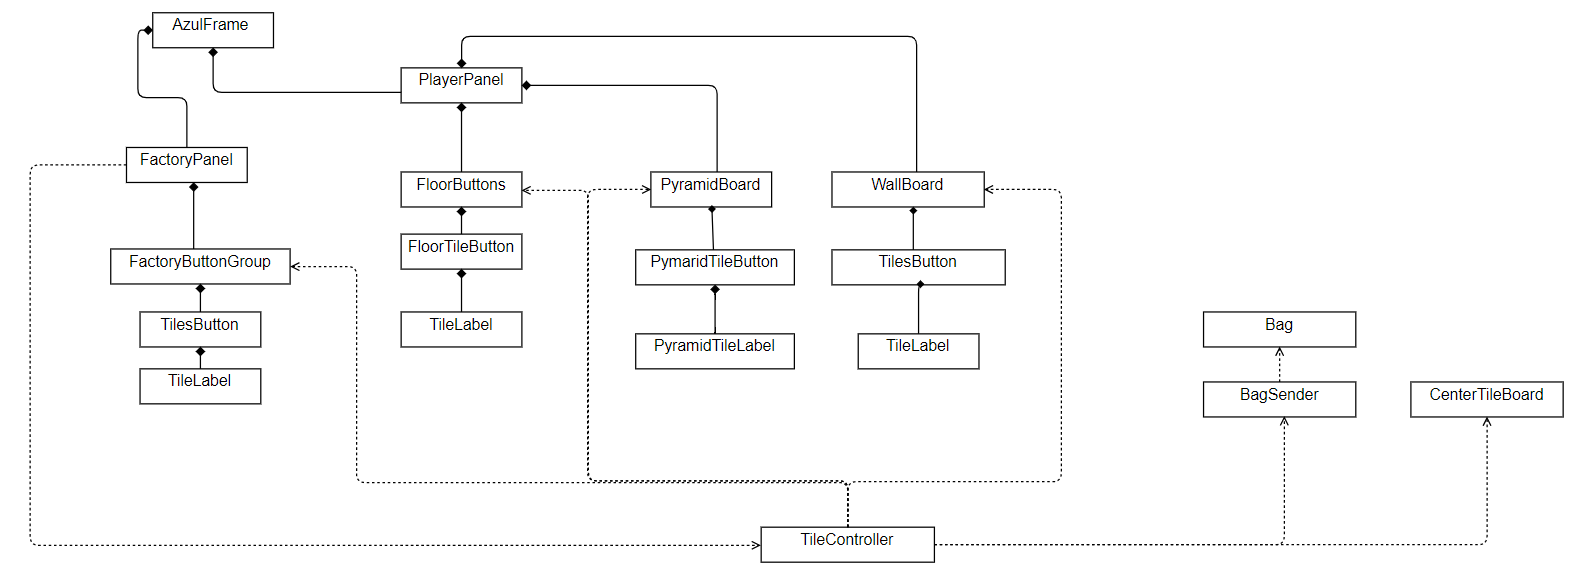 AzulFrame
PlayerPanel
FactoryPanel
FloorButtons
PyramidBoard
WallBoard
FloorTileButton
FactoryButtonGroup
PymaridTileButton
TilesButton
TilesButton
TileLabel
PyramidTileLabel
TileLabel
Bag
TileLabel
BagSender
CenterTileBoard
TileController